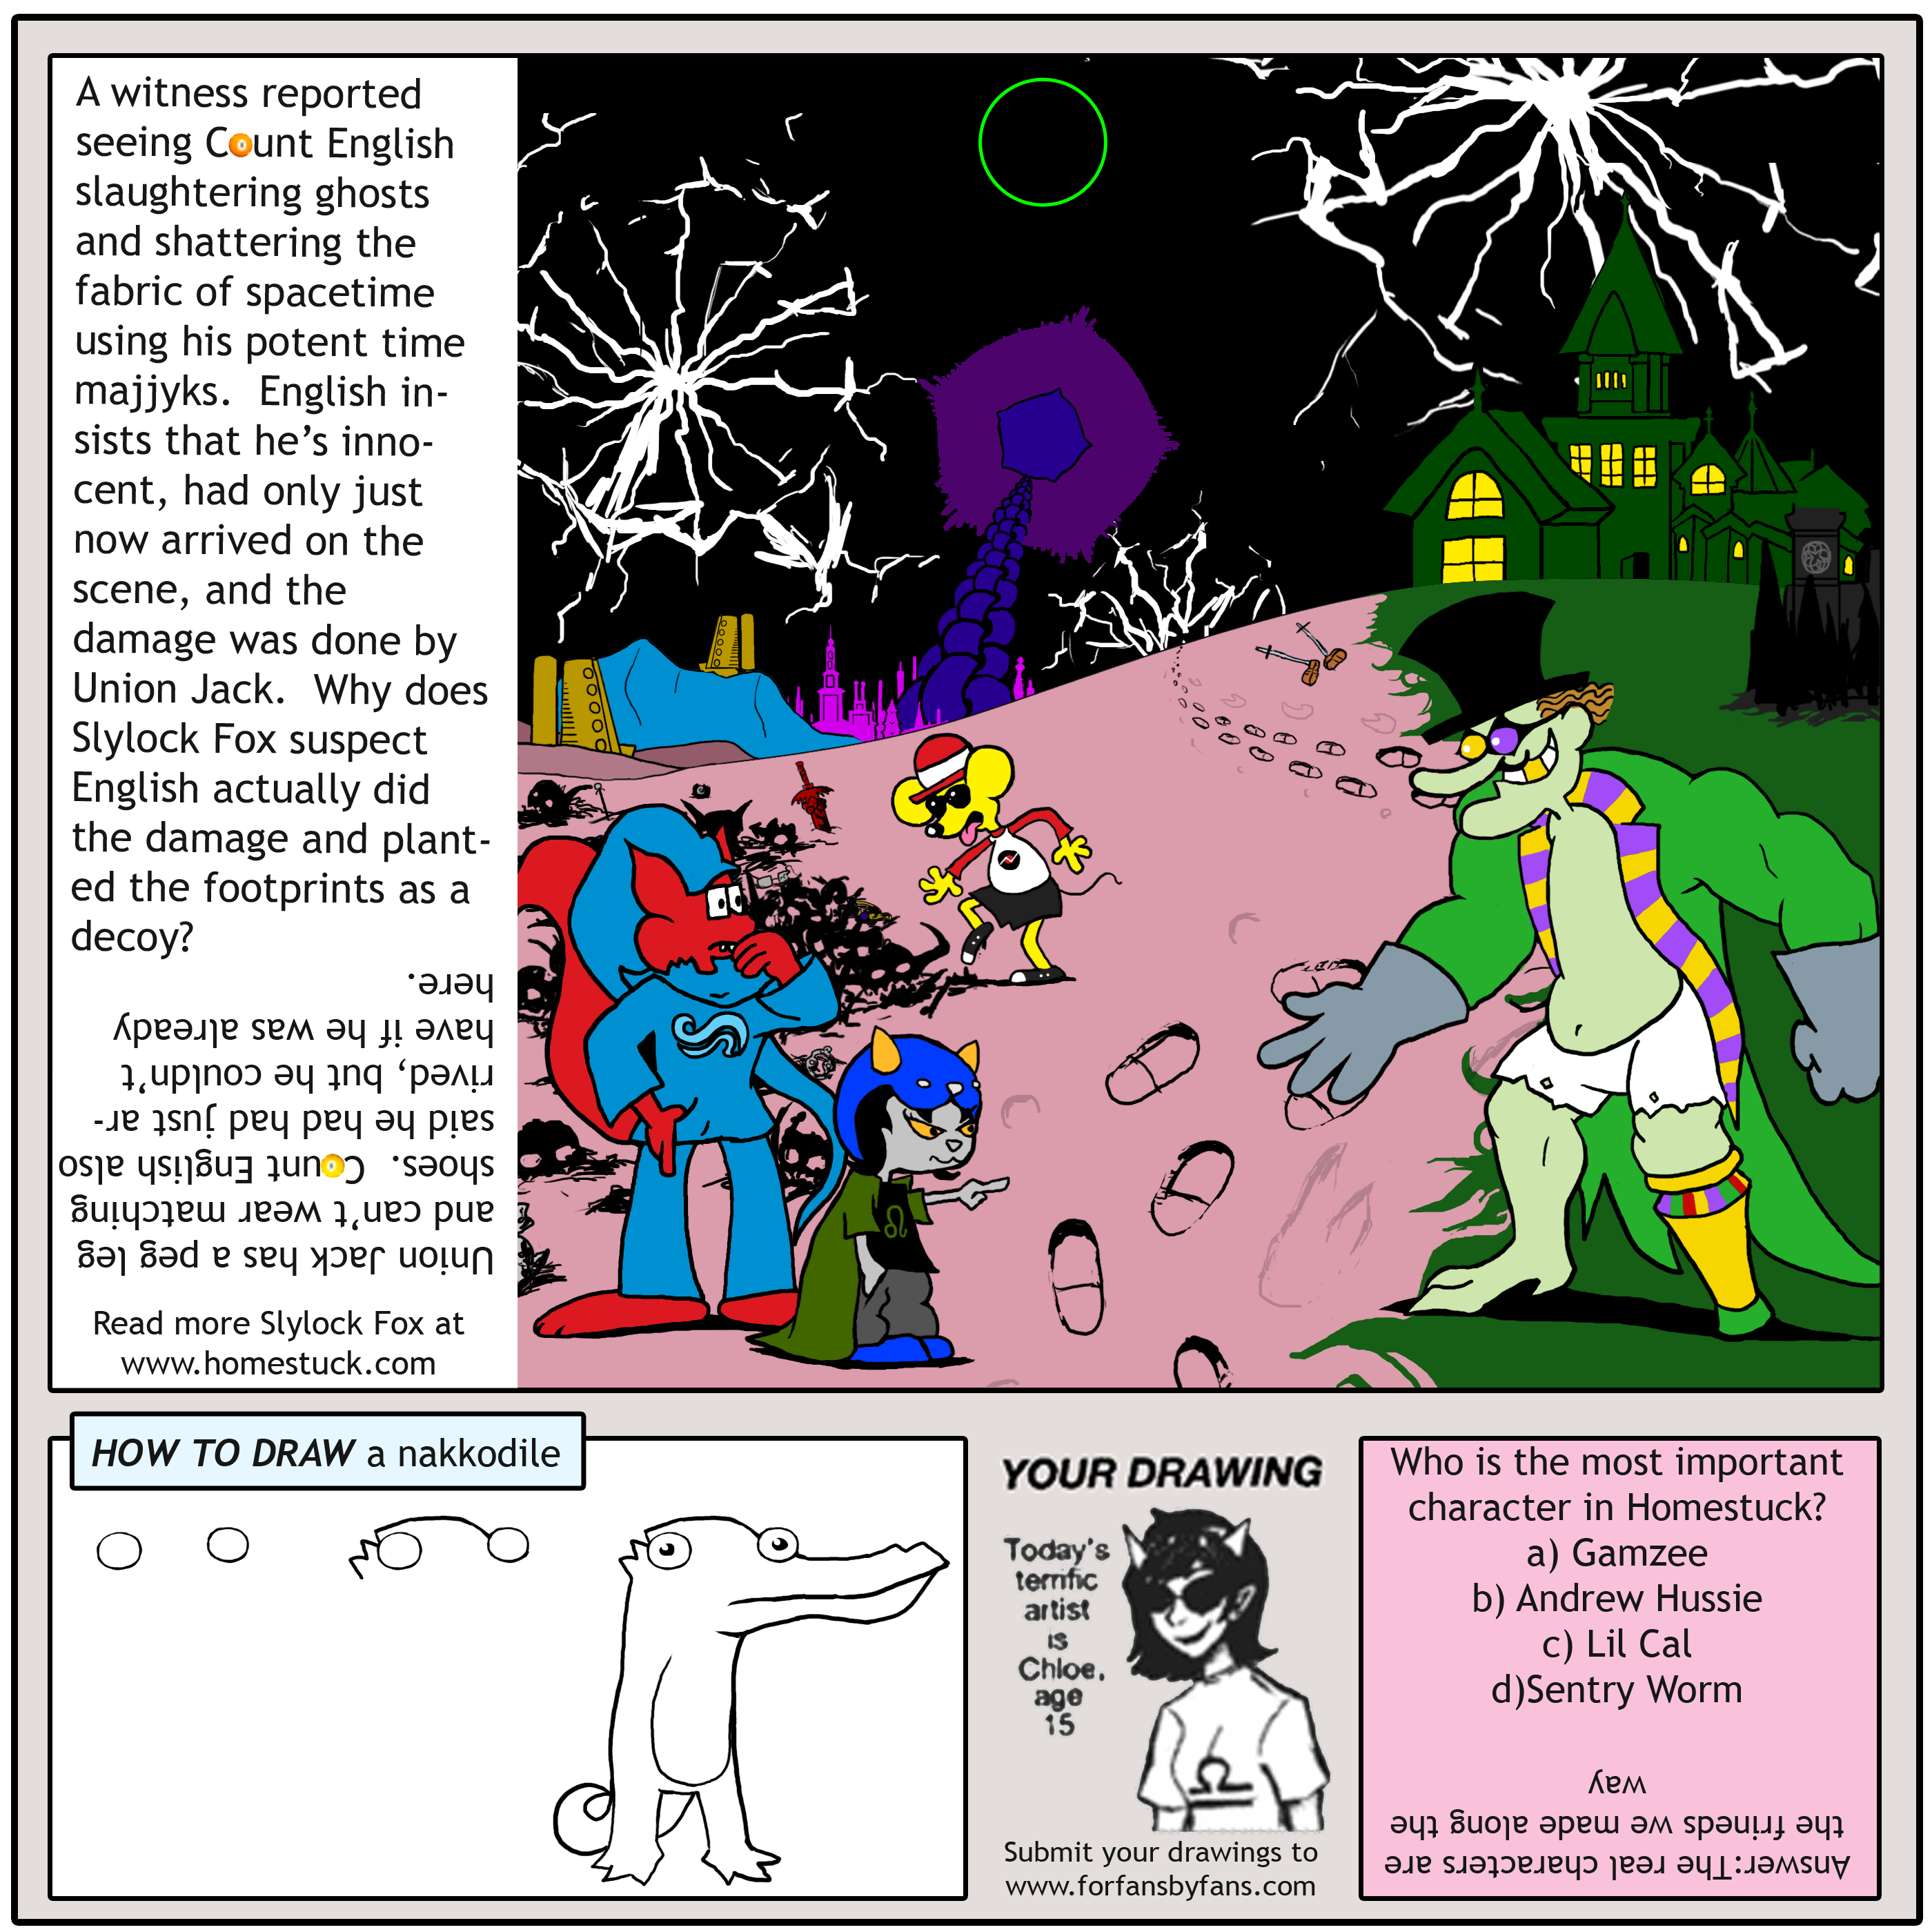 A witness reported
seeing Count English
slaughtering ghosts
and shattering the
fabric of spacetime
using his potent time
majjyks.  English in-
sists that he's inno-
cent, had only just
now arrived on the
scene, and the
damage was done by
Union Jack.  Why does
Slylock Fox suspect
English actually did
the damage and plant-
ed the footprints as a
decoy?
Union Jack has a peg leg
and can't wear matching
shoes.  Count English also
said he had had just ar-
rived, but he couldn't
have if he was already
here.
Read more Slylock Fox at
www.homestuck.com
HOW TO DRAW a nakkodile
YOUR DRAWING
Today's
terrific
artist
is
Chloe,
age
15
Submit your drawings to
www.forfansbyfans.com
Who is the most important
character in Homestuck?
a) Gamzee
b) Andrew Hussie
c) Lil Cal
d)Sentry Worm
Answer:The real characters are
the frineds we made along the
way